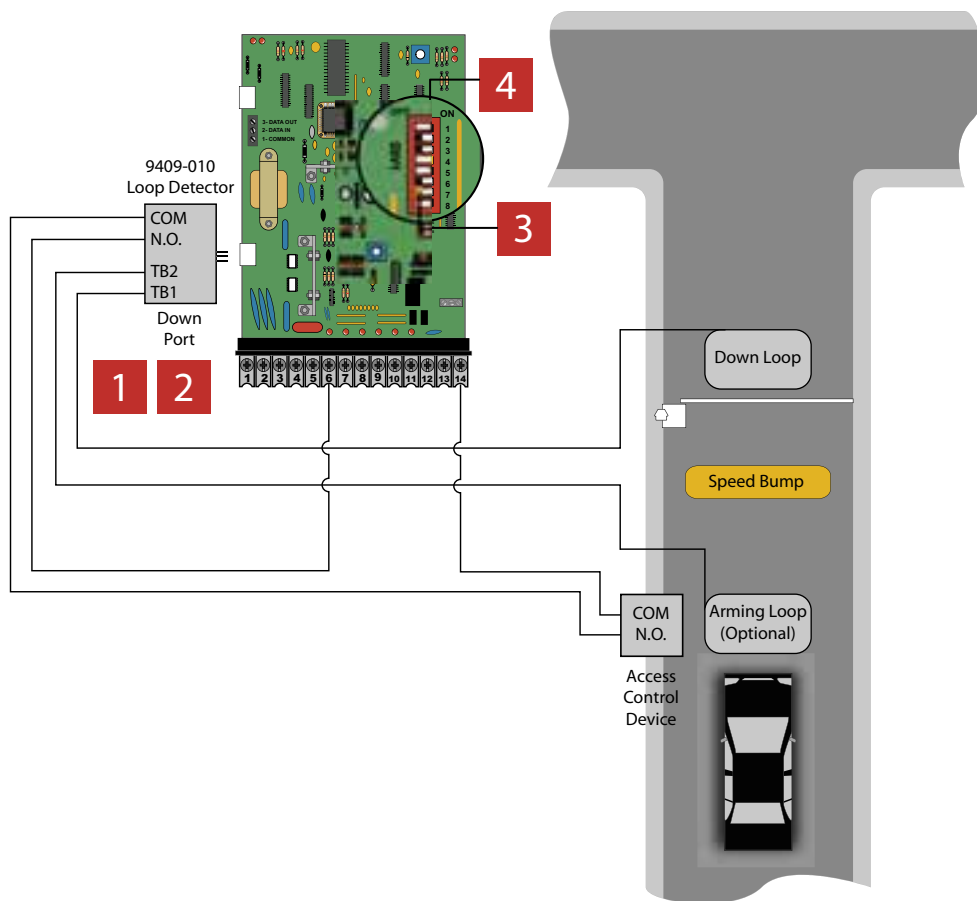 4
ON
1
2
3
4
5
6
7
8
3- DATA OUT
2- DATA IN
1- COMMON
9409-010
Loop Detector
COM
N.O.
TB2
TB1
Down
Port
3
1 2
1 2 3 4 5 6 7 8 9 10 11 12 13 14
Down Loop
Speed Bump
COM
N.O.
Access
Control
Device
Arming Loop
(Optional)